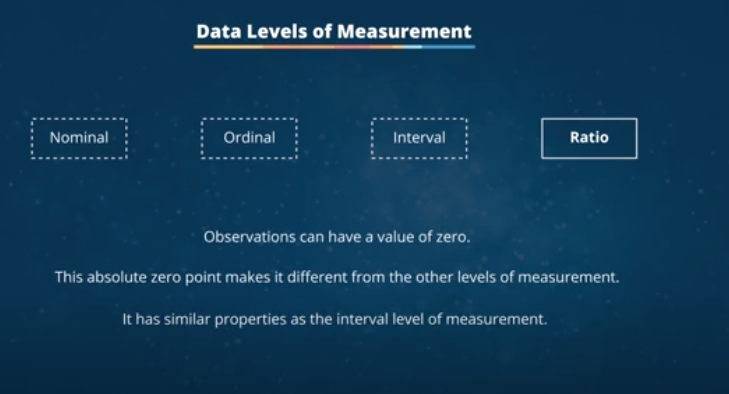 Data Levels of Measurement
Nominal
Ordinal
Interval
Ratio
Observations can have a value of zero.
This absolute zero point makes it different from the other levels of measurement.
It has similar properties as the interval level of measurement.